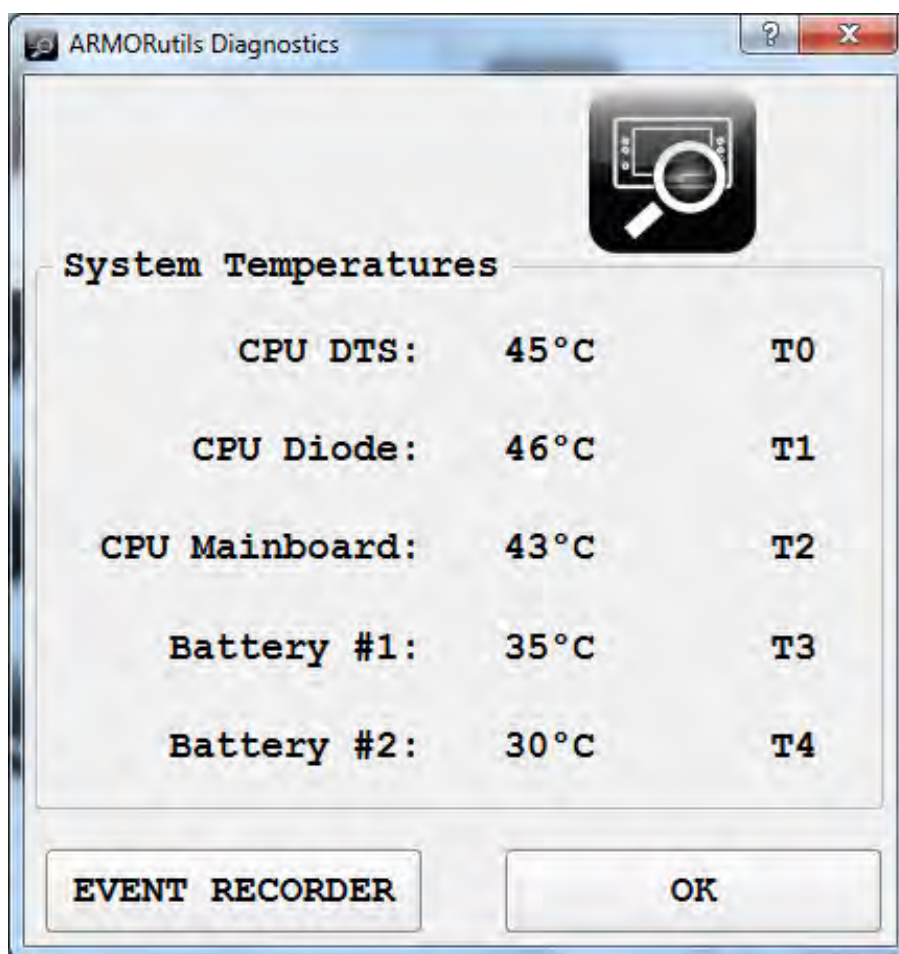 ARMORutils Diagnostics
System Temperatures
CPU DTS: 45°C T0
CPU Diode: 46°C T1
CPU Mainboard: 43°C T2
Battery #1: 35°C T3
Battery #2: 30°C T4
EVENT RECORDER OK